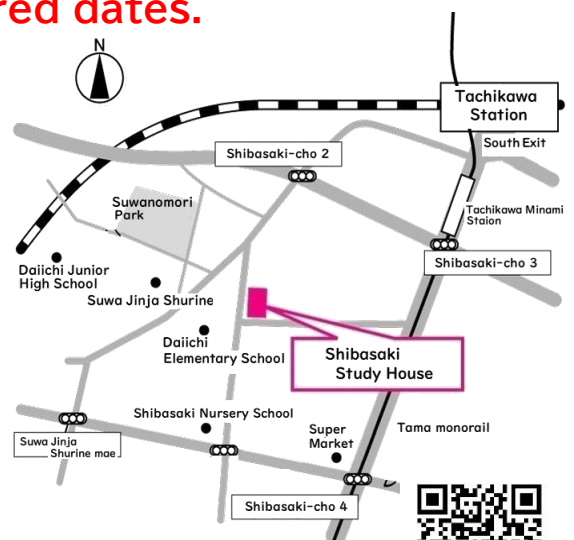 red dates.
N
Tachikawa
Station
South Exit
Shibasaki-cho 2
Suwanomori
Park
Tachikawa Minami
Staion
Shibasaki-cho 3
Daiichi Junior
High School
Suwa Jinja Shurine
Daiichi
Elementary School
Shibasaki
Study House
Shibasaki Nursery School
Super
Market
Tama monorail
Suwa Jinja
Shurine mae
Shibasaki-cho 4